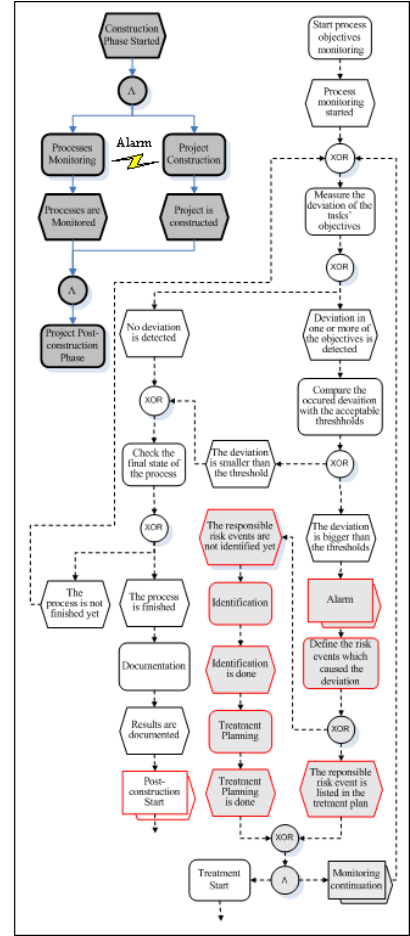 Construction
Phase Started
Λ
Processes
Monitoring
Alarm
Project
Construction
Processes are
Monitored
Project is
constructed
Λ
Project Post-
construction
Phase
Start process
objectives
monitoring
Process
monitoring
started
XOR
Measure the
deviation of the
tasks'
objectives
XOR
No deviation
is detected
Deviation in
one or more of
the objectives is
detected
XOR
Compare the
occured devaition
with the acceptable
threshholds
Check the
final state of
the process
The deviation
is smaller than
the threshold
XOR
XOR
The responsible
risk events are
not identified yet
The deviation
is bigger than
the thresholds
The
process is not
finished yet
The process
is finished
Identification
Alarm
Documentation
Identification
is done
Define the risk
events which
caused the
deviation
Results are
documented
Treatment
Planning
XOR
Post-
construction
Start
Treatment
Planning
is done
The reponsible
risk event is
listed in the
tretment plan
XOR
Treatment
Start
Λ
Monitoring
continuation